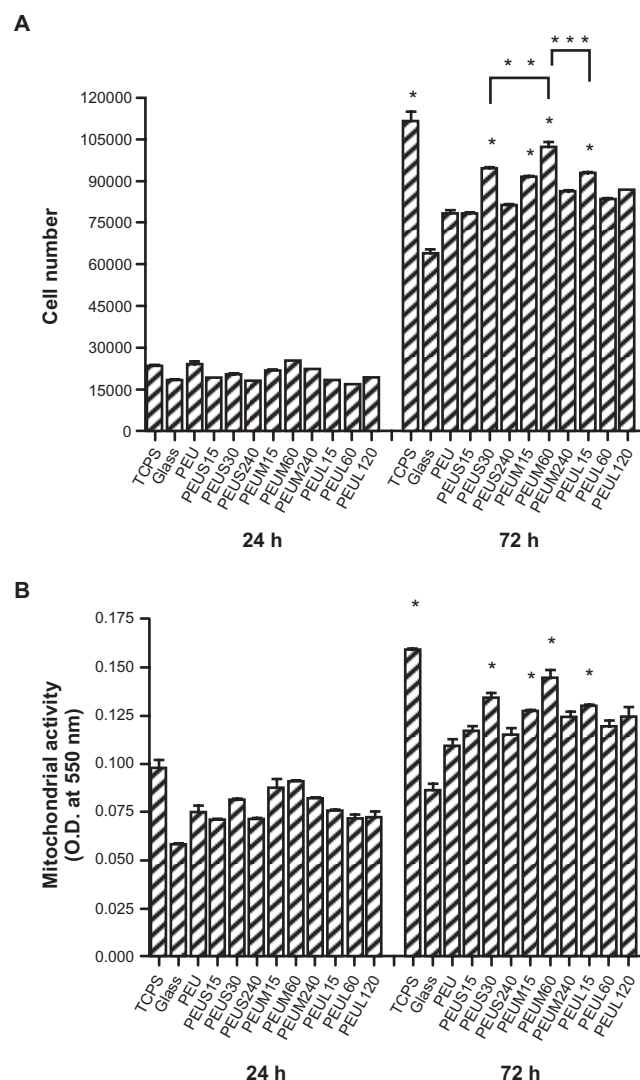 A
* * *
* *
*
*
*
*
*
120000
105000
90000
75000
60000
45000
30000
15000
0
Cell number
TCPS
Glass
PEU
PEUS15
PEUS30
PEUS240
PEUM15
PEUM60
PEUM240
PEUL15
PEUL60
PEUL120
TCPS
Glass
PEU
PEUS15
PEUS30
PEUS240
PEUM15
PEUM60
PEUM240
PEUL15
PEUL60
PEUL120
24 h
72 h
B
*
*
*
*
*
0.175
0.150
0.125
0.100
0.075
0.050
0.025
0.000
Mitochondrial activity
(O.D. at 550 nm)
TCPS
Glass
PEU
PEUS15
PEUS30
PEUS240
PEUM15
PEUM60
PEUM240
PEUL15
PEUL60
PEUL120
TCPS
Glass
PEU
PEUS15
PEUS30
PEUS240
PEUM15
PEUM60
PEUM240
PEUL15
PEUL60
PEUL120
24 h
72 h